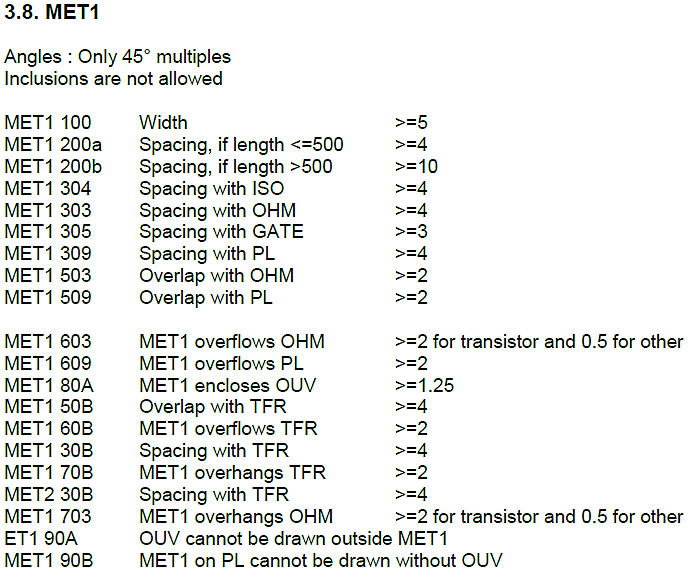 3.8. MET1
Angles : Only 45° multiples
Inclusions are not allowed
MET1 100 Width >=5
MET1 200a Spacing, if length <=500 >=4
MET1 200b Spacing, if length >500 >=10
MET1 304 Spacing with ISO >=4
MET1 303 Spacing with OHM >=4
MET1 305 Spacing with GATE >=3
MET1 309 Spacing with PL >=4
MET1 503 Overlap with OHM >=2
MET1 509 Overlap with PL >=2
MET1 603 MET1 overflows OHM >=2 for transistor and 0.5 for other
MET1 609 MET1 overflows PL >=2
MET1 80A MET1 encloses OUV >=1.25
MET1 50B Overlap with TFR >=4
MET1 60B MET1 overflows TFR >=2
MET1 30B Spacing with TFR >=4
MET1 70B MET1 overhangs TFR >=2
MET2 30B Spacing with TFR >=4
MET1 703 MET1 overhangs OHM >=2 for transistor and 0.5 for other
ET1 90A OUV cannot be drawn outside MET1
MET1 90B MET1 on PL cannot be drawn without OUV